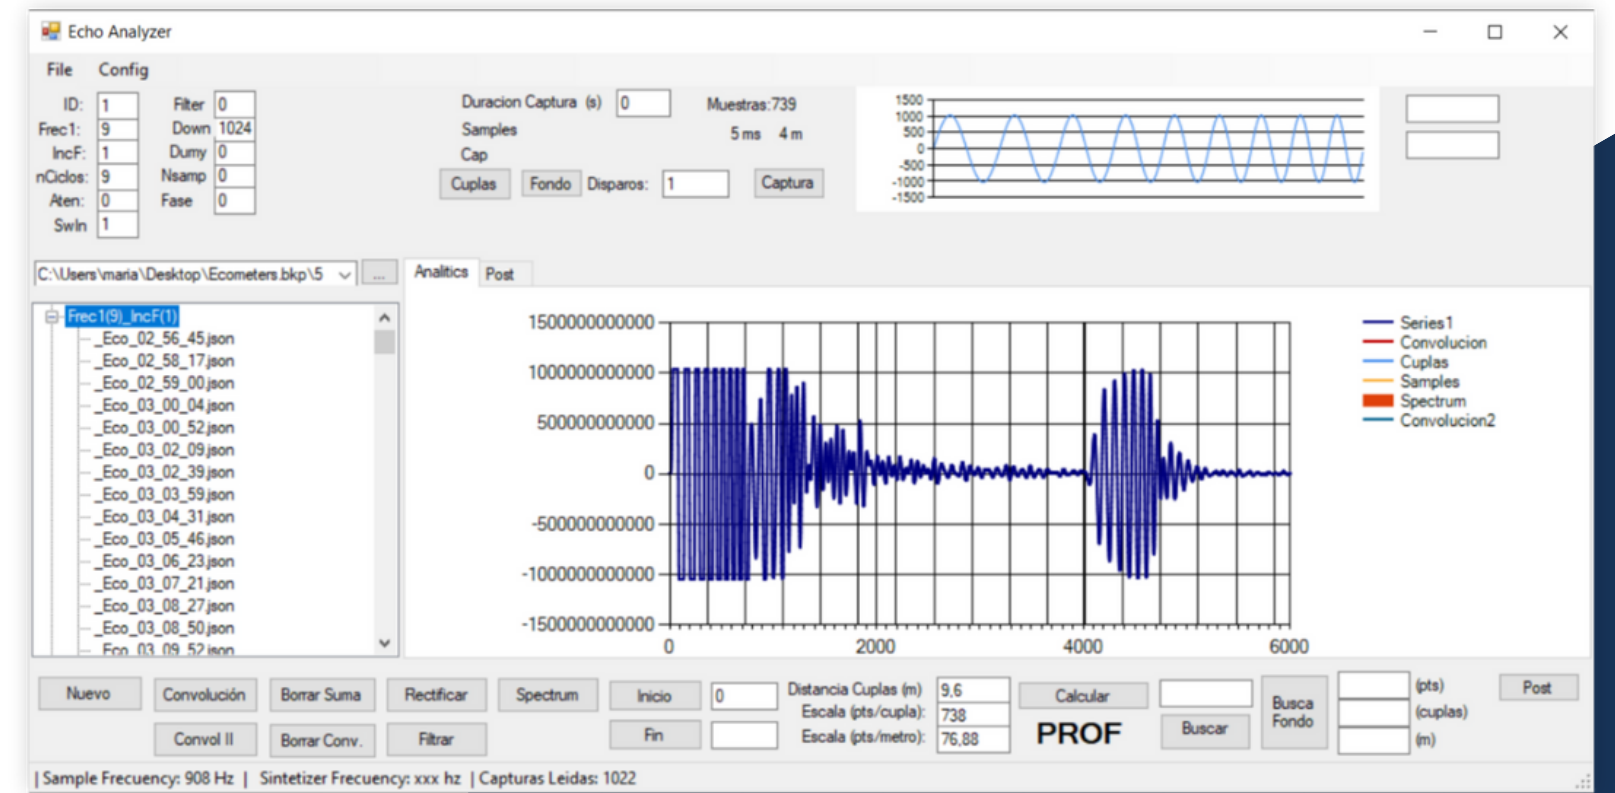 Echo Analyzer
File Config
ID: 1 Filter 0
Frec1: 9 Down 1024
IncF: 1 Dumy 0
nCiclos: 9 Nsamp 0
Aten: 0 Fase 0
SwIn 1
Duracion Captura (s) 0 Muestras:739
Samples 5 ms 4 m
Cap
Cuplas Fondo Disparos: 1 Captura
1500
1000
500
0
-500
-1000
-1500
C:\Users\maria\Desktop\Ecometers.bkp\5 ...
Frec1(9)_IncF(1)
_Eco_02_56_45.json
_Eco_02_58_17.json
_Eco_02_59_00.json
_Eco_03_00_04.json
_Eco_03_00_52.json
_Eco_03_02_09.json
_Eco_03_02_39.json
_Eco_03_03_59.json
_Eco_03_04_31.json
_Eco_03_05_46.json
_Eco_03_06_23.json
_Eco_03_07_21.json
_Eco_03_08_27.json
_Eco_03_08_50.json
_Eco_03_09_52.json
Analitics Post
1500000000000
1000000000000
500000000000
0
-500000000000
-1000000000000
-1500000000000
0 2000 4000 6000
Series1
Convolucion
Cuplas
Samples
Spectrum
Convolucion2
Nuevo Convolución Borrar Suma Rectificar Spectrum Inicio 0
Convol II Borrar Conv. Filtrar Fin
Distancia Cuplas (m) 9,6
Escala (pts/cupla): 738
Escala (pts/metro): 76,88
Calcular
PROF
Buscar
Busca
Fondo
(pts)
(cuplas)
(m)
Post
| Sample Frecuency: 908 Hz | Sintetizer Frecuency: xxx hz | Capturas Leidas: 1022